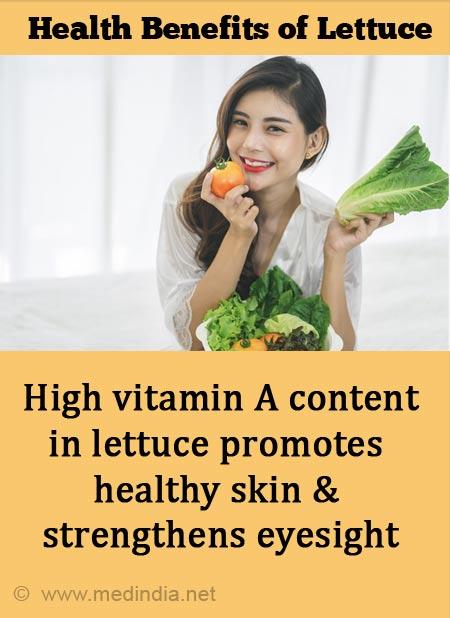 Health Benefits of Lettuce
High vitamin A content
in lettuce promotes
healthy skin &
strengthens eyesight
© www.medindia.net